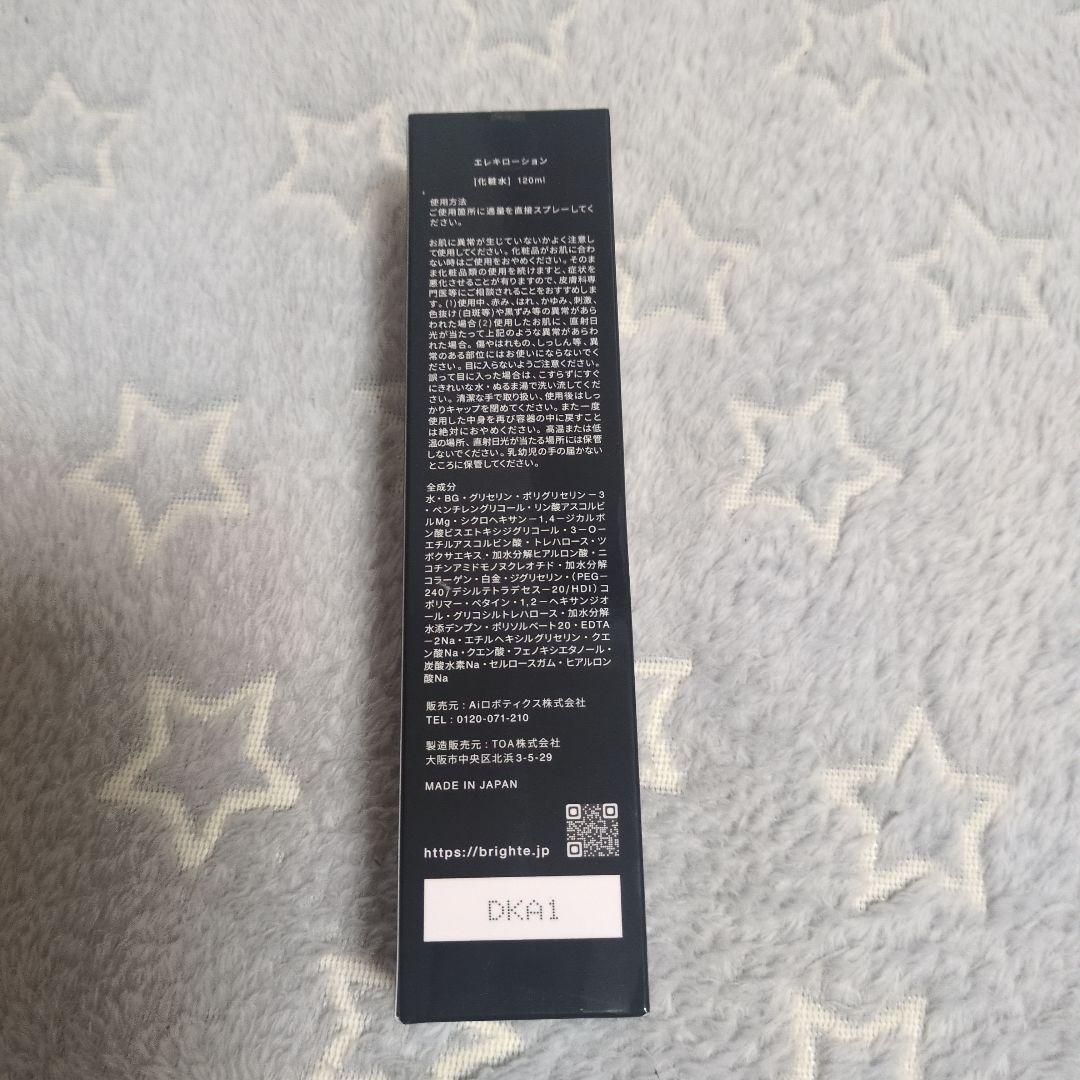 エレキローション
[化粧水] 120ml
使用方法
ご使用箇所に適量を直接スプレーしてく
ださい。
お肌に異常が生じていないかよく注意し
て使用してください。化粧品がお肌に合わ
ない時はご使用をおやめください。そのま
ま化粧品類の使用を続けますと、症状を
悪化させることが有りますので、皮膚科専
門医等にご相談されることをおすすめしま
す。(1)使用中、赤み、はれ、かゆみ、刺激、
色抜け(白斑等)や黒ずみ等の異常があら
われた場合(2)使用したお肌に、直射日
光が当たって上記のような異常があらわ
れた場合。傷やはれもの、しっしん等、異
常のある部位にはお使いにならないでく
ださい。目に入らないようご注意ください。
誤って目に入った場合は、こすらずにすぐ
にきれいな水・ぬるま湯で洗い流してくだ
さい。清潔な手で取り扱い、使用後はしっ
かりキャップを閉めてください。また一度
使用した中身を再び容器の中に戻すこと
は絶対におやめください。高温または低
温の場所、直射日光が当たる場所には保管
しないでください。乳幼児の手の届かない
ところに保管してください。
全成分
水・BG・グリセリン・ポリグリセリン－3
・ペンチレングリコール・リン酸アスコルビ
ルMg・シクロヘキサン－1,4－ジカルボ
ン酸ビスエトキシジグリコール・3－O－
エチルアスコルビン酸・トレハロース・ツ
ボクサエキス・加水分解ヒアルロン酸・ニ
コチンアミドモノヌクレオチド・加水分解
コラーゲン・白金・ジグリセリン・(PEG－
240/デシルテトラデセス－20/HDI)コ
ポリマー・ベタイン・1,2－ヘキサンジオ
ール・グリコシルトレハロース・加水分解
水添デンプン・ポリソルベート20・EDTA
－2Na・エチルヘキシルグリセリン・クエ
ン酸Na・クエン酸・フェノキシエタノール・
炭酸水素Na・セルロースガム・ヒアルロン
酸Na
販売元：Aiロボティクス株式会社
TEL：0120-071-210
製造販売元：TOA株式会社
大阪市中央区北浜3-5-29
MADE IN JAPAN
https://brighte.jp
DKA1